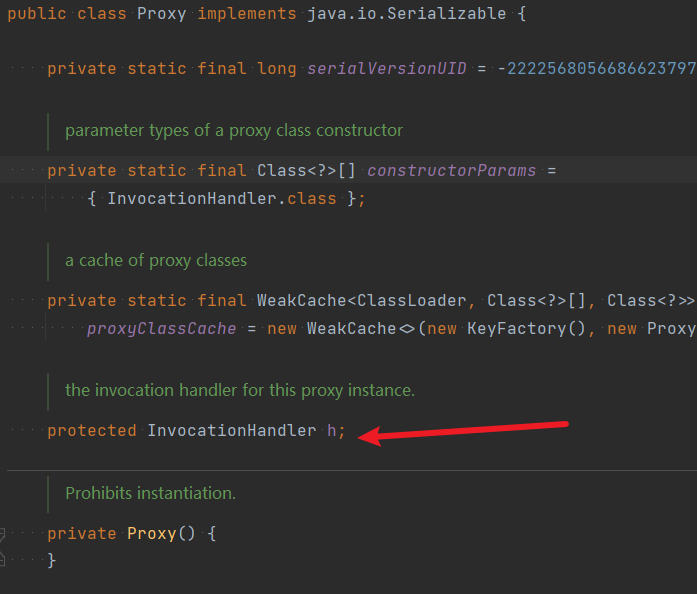 public class Proxy implements java.io.Serializable {
private static final long serialVersionUID = -2222568056686623797
parameter types of a proxy class constructor
private static final Class<?>[] constructorParams =
{ InvocationHandler.class };
a cache of proxy classes
private static final WeakCache<ClassLoader, Class<?>[], Class<?>>
proxyClassCache = new WeakCache<>(new KeyFactory(), new Proxy
the invocation handler for this proxy instance.
protected InvocationHandler h;
Prohibits instantiation.
private Proxy() {
}